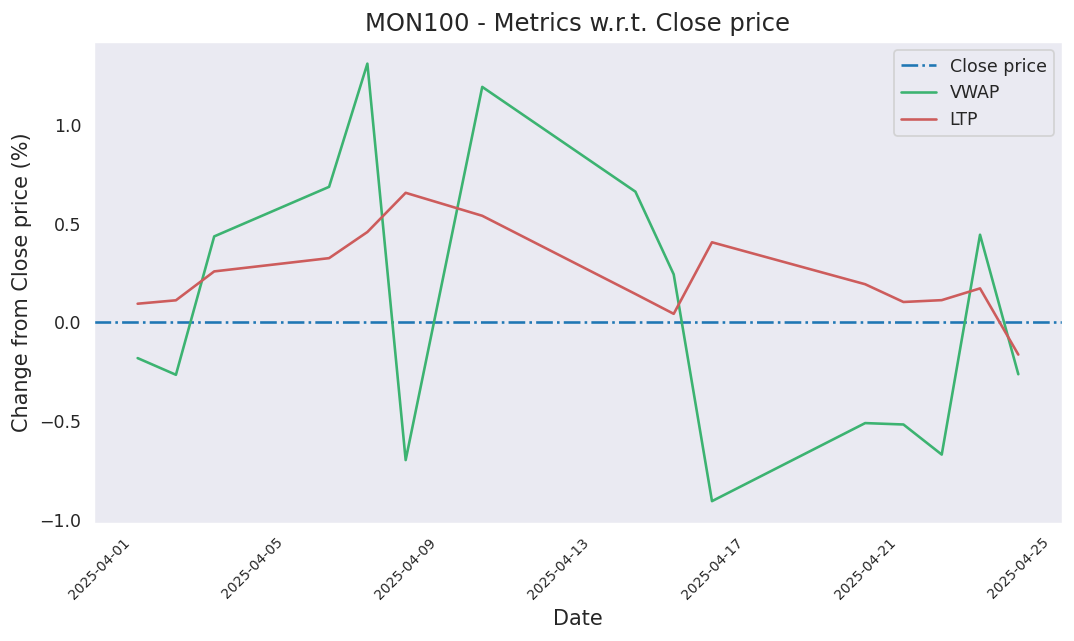 MON100 - Metrics w.r.t. Close price
Change from Close price (%)
1.0
0.5
0.0
−0.5
−1.0
Close price
VWAP
LTP
2025-04-01
2025-04-05
2025-04-09
2025-04-13
2025-04-17
2025-04-21
2025-04-25
Date